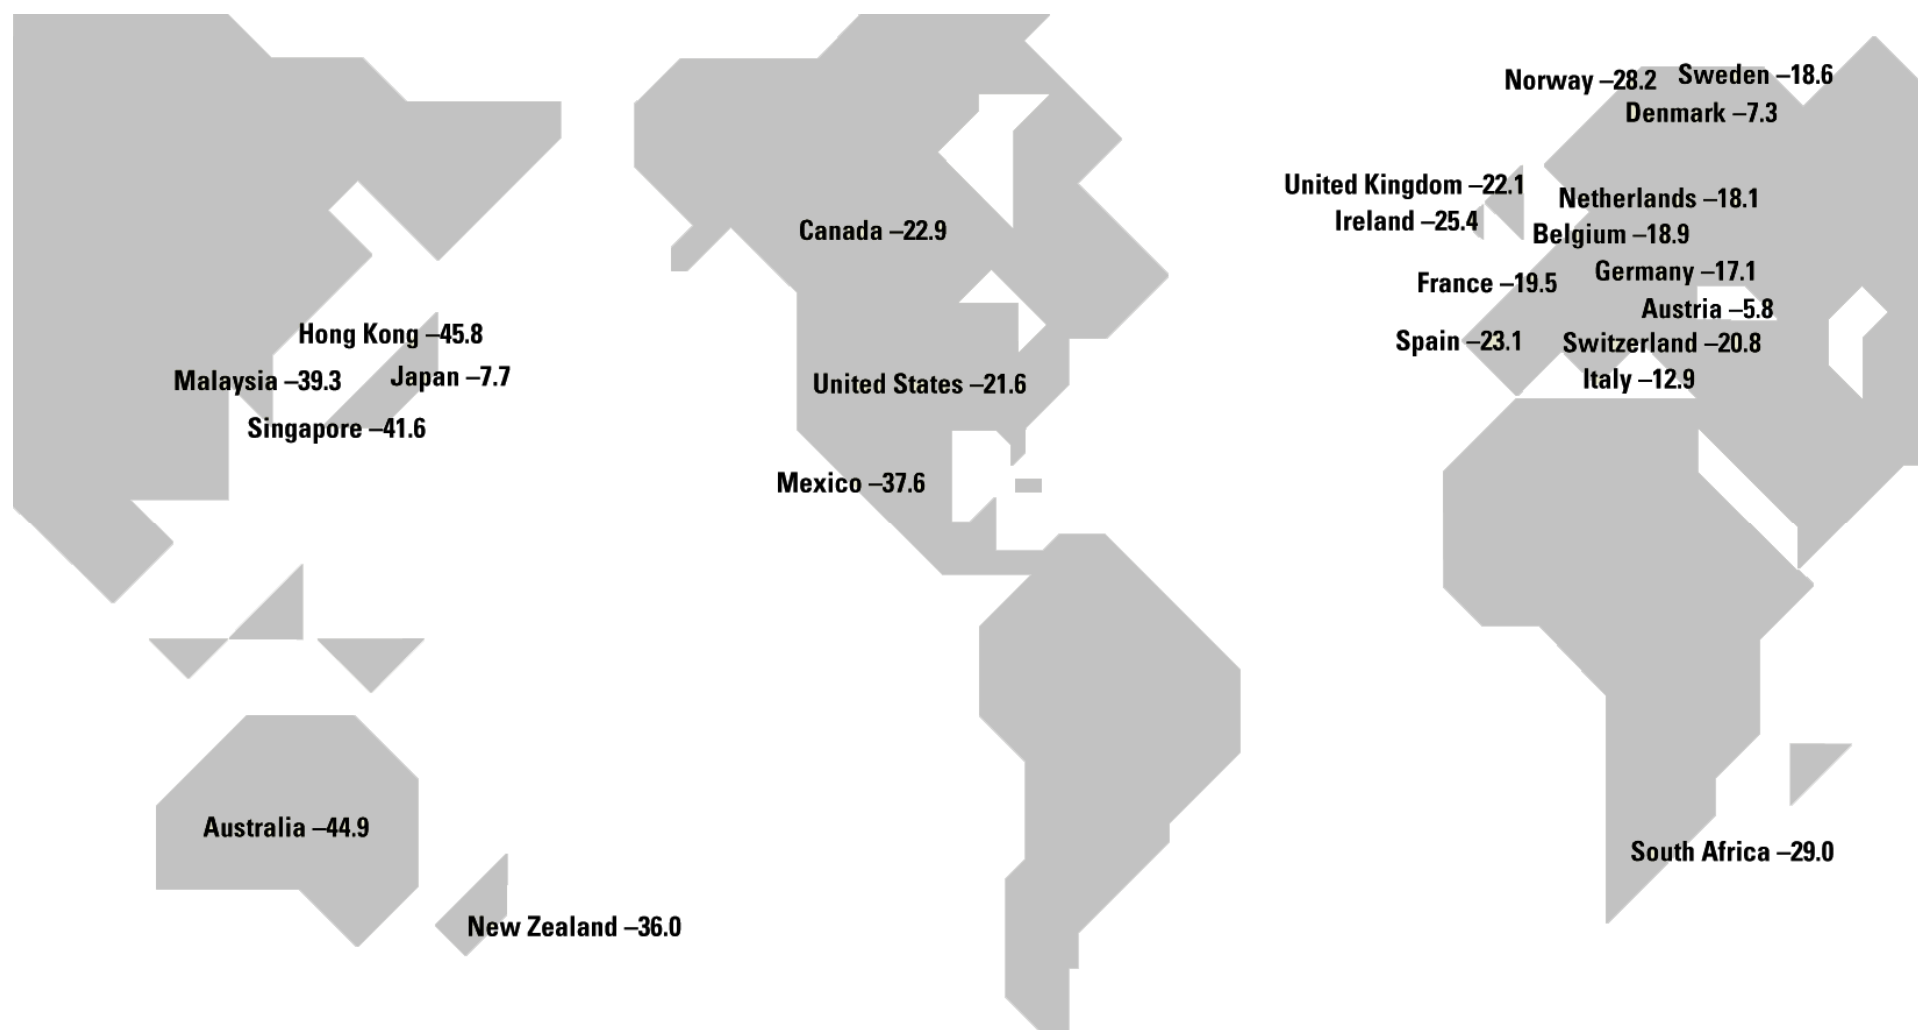 Norway –28.2
Sweden –18.6
Denmark –7.3
United Kingdom –22.1
Netherlands –18.1
Ireland –25.4
Belgium –18.9
Canada –22.9
Germany –17.1
France –19.5
Austria –5.8
Hong Kong –45.8
Spain –23.1
Switzerland –20.8
Malaysia –39.3
Japan –7.7
United States –21.6
Italy –12.9
Singapore –41.6
Mexico –37.6
Australia –44.9
South Africa –29.0
New Zealand –36.0